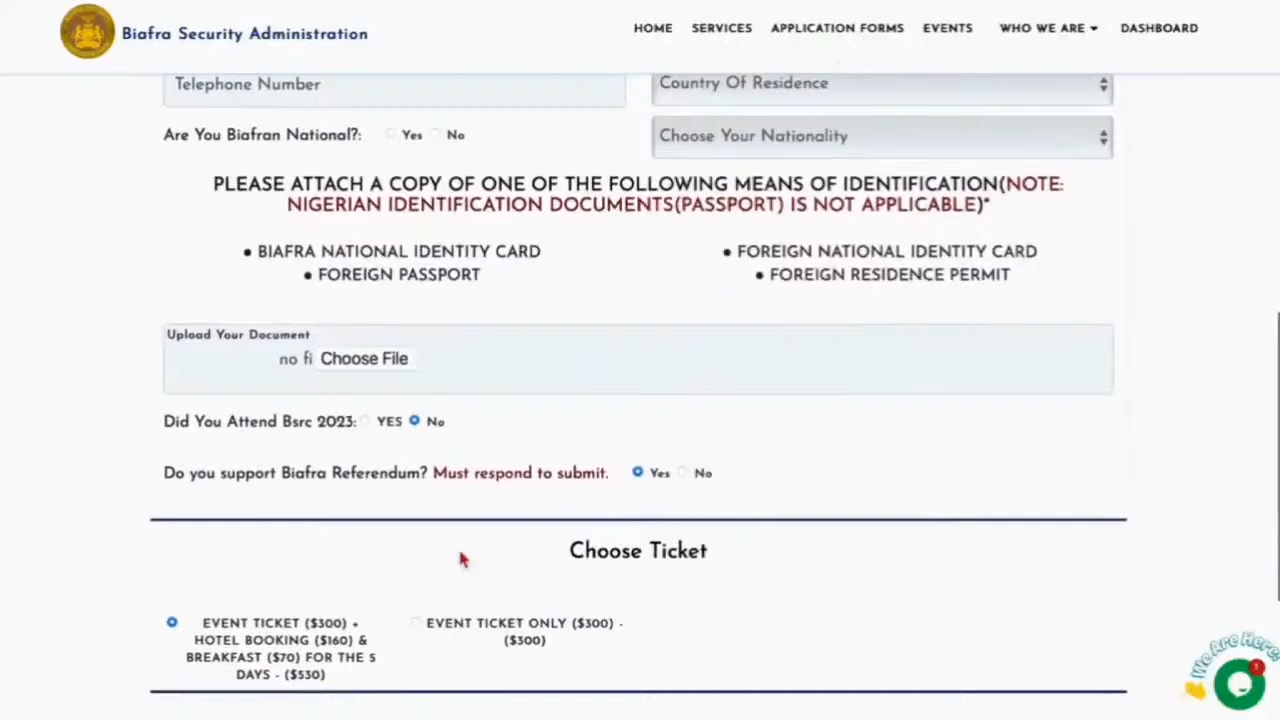 Biafra Security Administration
HOME SERVICES APPLICATION FORMS EVENTS WHO WE ARE DASHBOARD
Telephone Number
Country Of Residence
Are You Biafran National?: Yes No
Choose Your Nationality
PLEASE ATTACH A COPY OF ONE OF THE FOLLOWING MEANS OF IDENTIFICATION(NOTE:
NIGERIAN IDENTIFICATION DOCUMENTS(PASSPORT) IS NOT APPLICABLE)*
• BIAFRA NATIONAL IDENTITY CARD
• FOREIGN PASSPORT
• FOREIGN NATIONAL IDENTITY CARD
• FOREIGN RESIDENCE PERMIT
Upload Your Document
no fi Choose File
Did You Attend Bsrc 2023: YES No
Do you support Biafra Referendum? Must respond to submit. Yes No
Choose Ticket
EVENT TICKET ($300) +
HOTEL BOOKING ($160) &
BREAKFAST ($70) FOR THE 5
DAYS - ($530)
EVENT TICKET ONLY ($300) -
($300)
We Are Here!
1